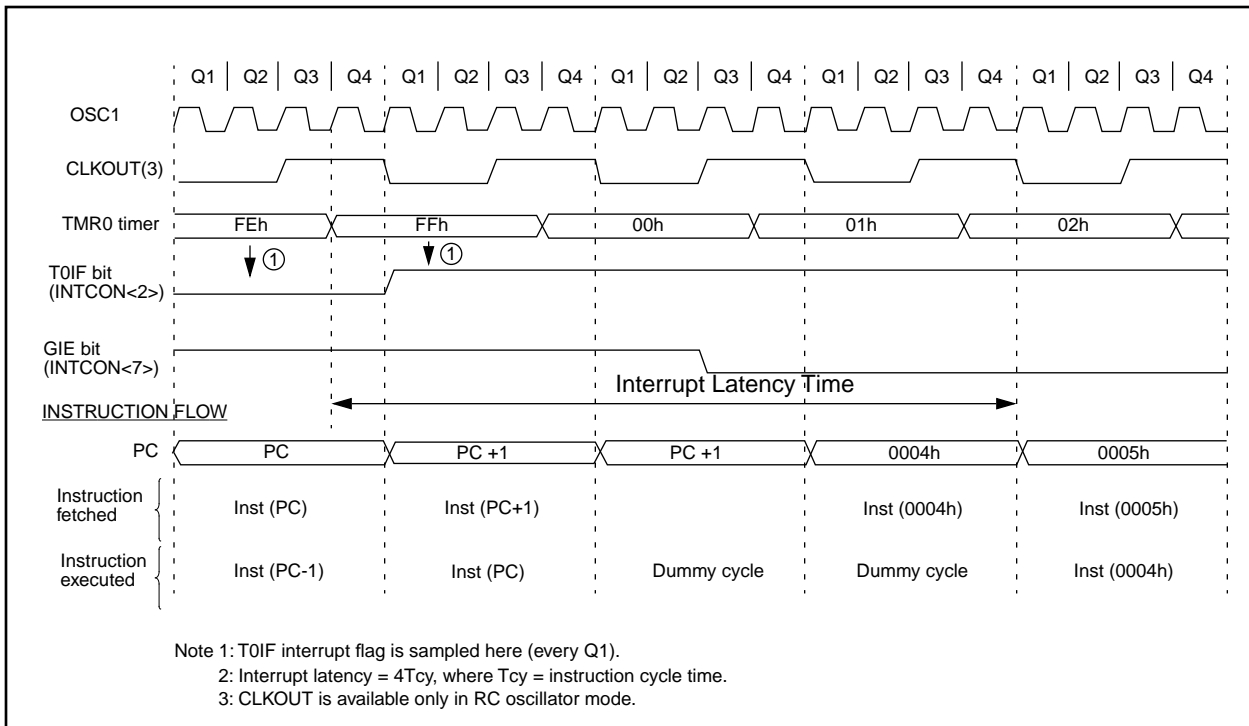 Q1 Q2 Q3 Q4 Q1 Q2 Q3 Q4 Q1 Q2 Q3 Q4 Q1 Q2 Q3 Q4 Q1 Q2 Q3 Q4
OSC1
CLKOUT(3)
TMR0 timer FEh FFh 00h 01h 02h
1 1
T0IF bit
(INTCON<2>)
GIE bit
(INTCON<7>)
Interrupt Latency Time
INSTRUCTION FLOW
PC PC PC +1 PC +1 0004h 0005h
Instruction
fetched
Inst (PC) Inst (PC+1) Inst (0004h) Inst (0005h)
Instruction
executed
Inst (PC-1) Inst (PC) Dummy cycle Dummy cycle Inst (0004h)
Note 1: T0IF interrupt flag is sampled here (every Q1).
2: Interrupt latency = 4Tcy, where Tcy = instruction cycle time.
3: CLKOUT is available only in RC oscillator mode.